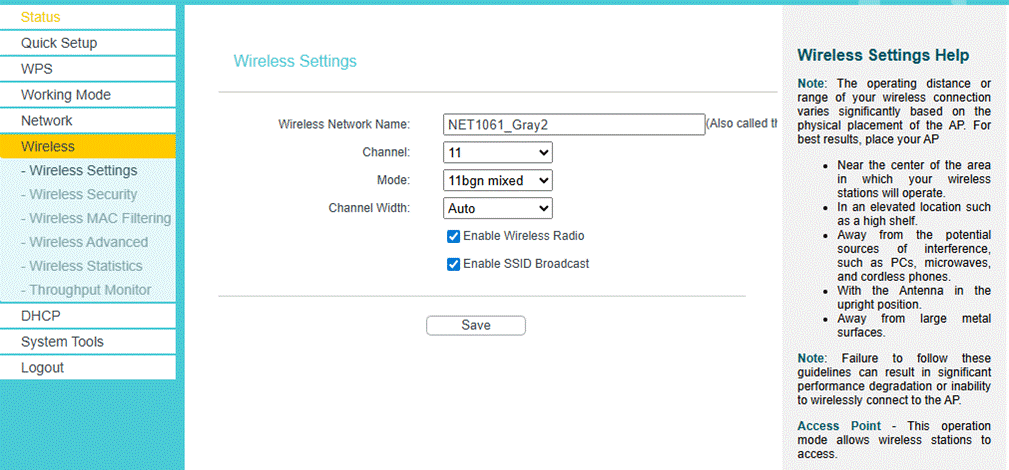 Status
Quick Setup
WPS
Working Mode
Network
Wireless
- Wireless Settings
- Wireless Security
- Wireless MAC Filtering
- Wireless Advanced
- Wireless Statistics
- Throughput Monitor
DHCP
System Tools
Logout
Wireless Settings
Wireless Network Name: NET1061_Gray2 (Also called th
Channel: 11
Mode: 11bgn mixed
Channel Width: Auto
Enable Wireless Radio
Enable SSID Broadcast
Save
Wireless Settings Help
Note: The operating distance or
range of your wireless connection
varies significantly based on the
physical placement of the AP. For
best results, place your AP
• Near the center of the area
in which your wireless
stations will operate.
• In an elevated location such
as a high shelf.
• Away from the potential
sources of interference,
such as PCs, microwaves,
and cordless phones.
• With the Antenna in the
upright position.
• Away from large metal
surfaces.
Note: Failure to follow these
guidelines can result in significant
performance degradation or inability
to wirelessly connect to the AP.
Access Point - This operation
mode allows wireless stations to
access.